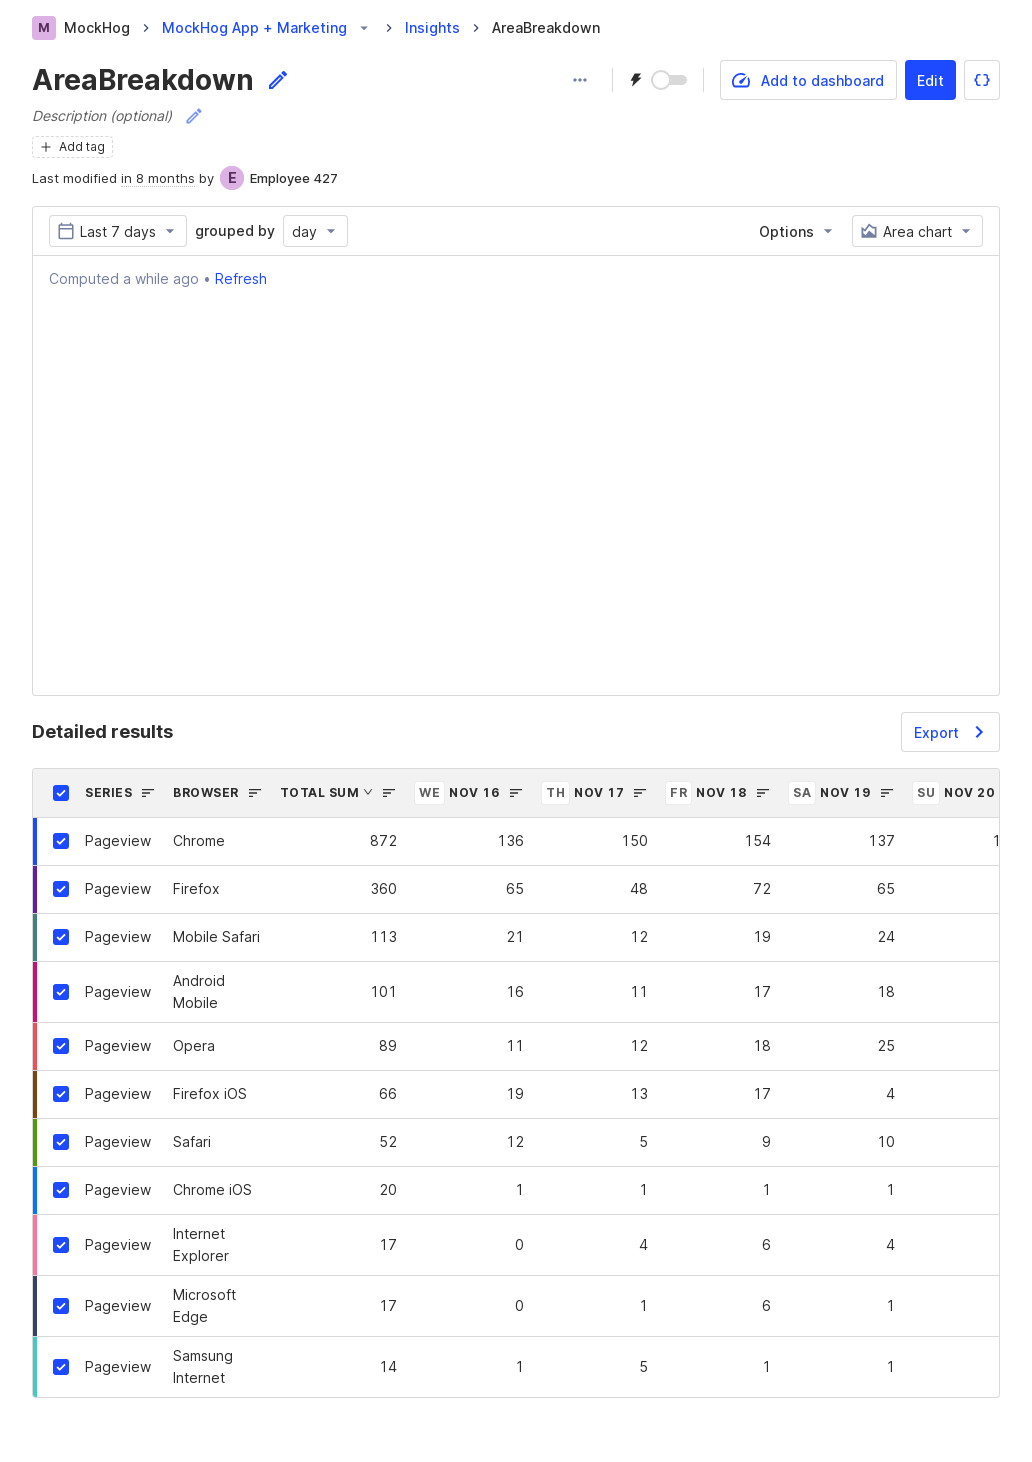 M MockHog MockHog App + Marketing Insights AreaBreakdown
AreaBreakdown
Add to dashboard Edit {}
Description (optional)
+ Add tag
Last modified in 8 months by E Employee 427
Last 7 days grouped by day Options Area chart
Computed a while ago • Refresh
Detailed results Export
SERIES BROWSER TOTAL SUM WE NOV 16 TH NOV 17 FR NOV 18 SA NOV 19 SU NOV 20
Pageview Chrome 872 136 150 154 137 1
Pageview Firefox 360 65 48 72 65
Pageview Mobile Safari 113 21 12 19 24
Pageview Android Mobile 101 16 11 17 18
Pageview Opera 89 11 12 18 25
Pageview Firefox iOS 66 19 13 17 4
Pageview Safari 52 12 5 9 10
Pageview Chrome iOS 20 1 1 1 1
Pageview Internet Explorer 17 0 4 6 4
Pageview Microsoft Edge 17 0 1 6 1
Pageview Samsung Internet 14 1 5 1 1